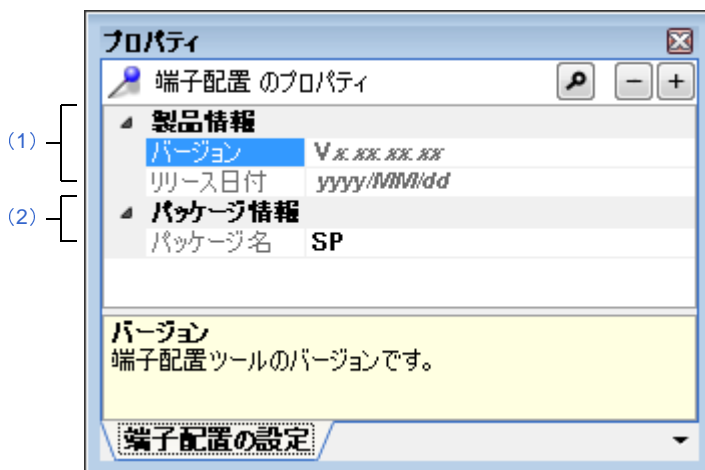 プロパティ
端子配置 のプロパティ
(1)
製品情報
バージョン Vx.xx.xx.xx
リリース日付 yyyy/MM/dd
(2)
パッケージ情報
パッケージ名 SP
バージョン
端子配置ツールのバージョンです。
端子配置の設定